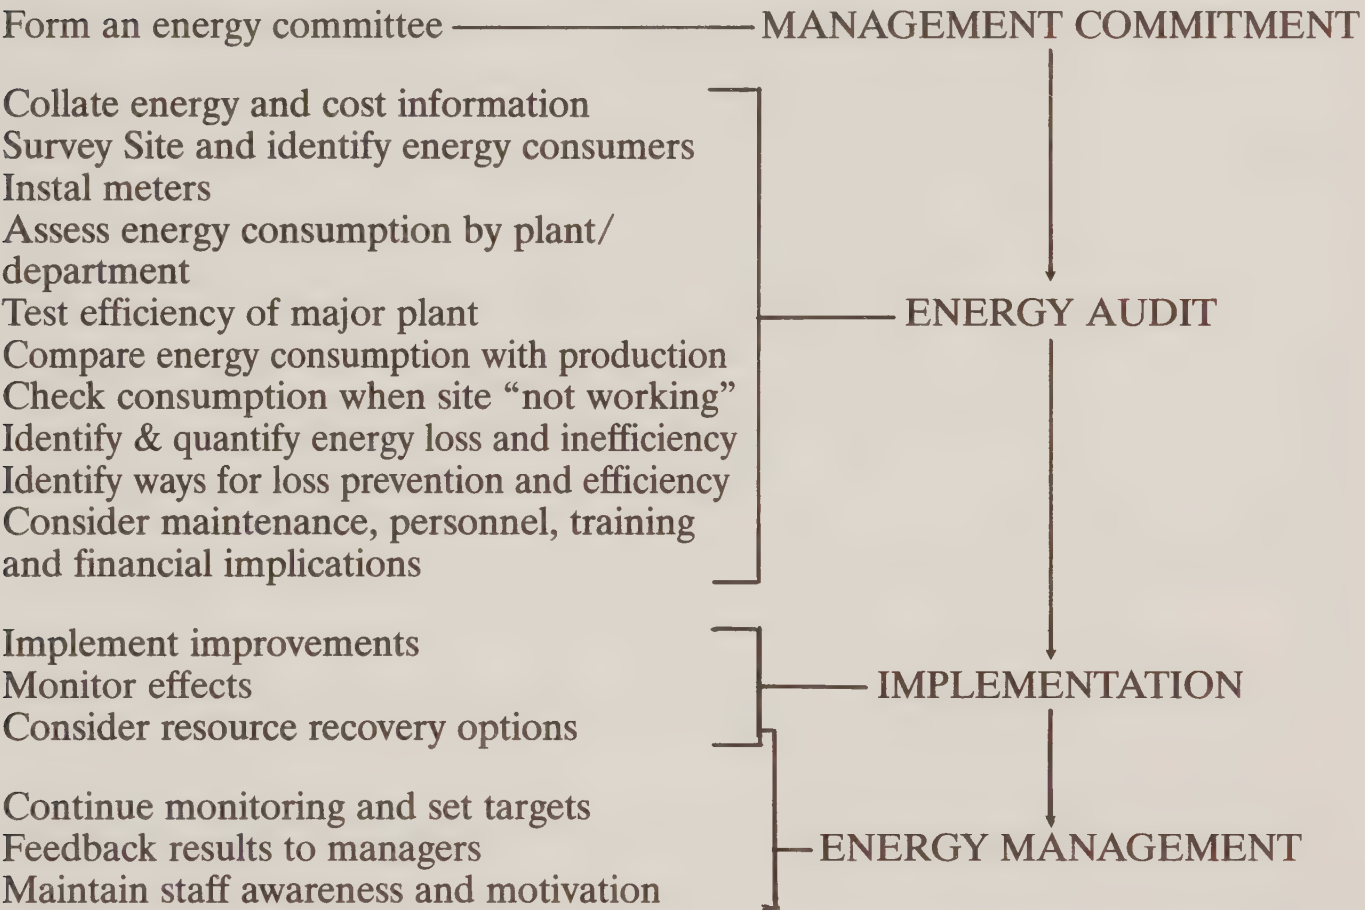 Form an energy committee MANAGEMENT COMMITMENT
Collate energy and cost information
Survey Site and identify energy consumers
Instal meters
Assess energy consumption by plant/
department
Test efficiency of major plant
ENERGY AUDIT
Compare energy consumption with production
Check consumption when site “not working”
Identify & quantify energy loss and inefficiency
Identify ways for loss prevention and efficiency
Consider maintenance, personnel, training
and financial implications
Implement improvements
Monitor effects
IMPLEMENTATION
Consider resource recovery options
Continue monitoring and set targets
Feedback results to managers
ENERGY MANAGEMENT
Maintain staff awareness and motivation